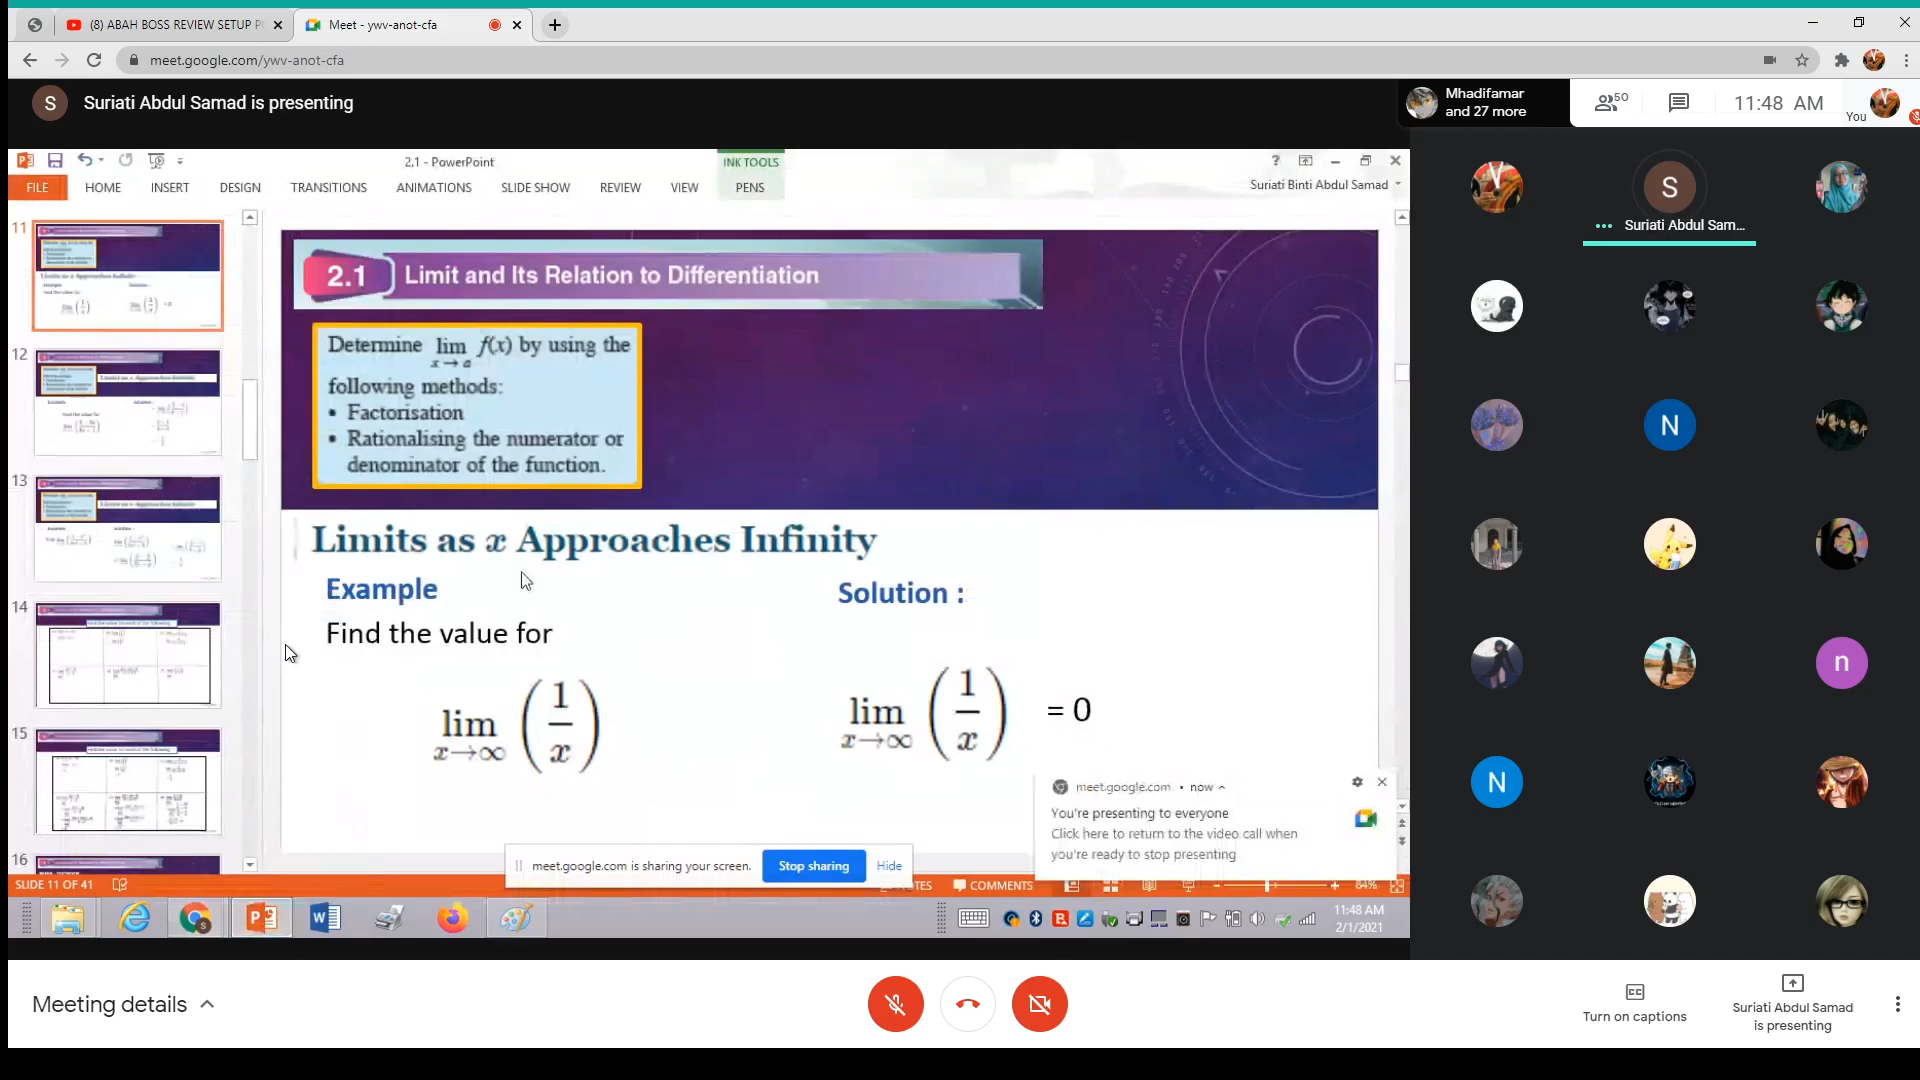 (8) ABAH BOSS REVIEW SETUP P
Meet - ywv-anot-cfa
meet.google.com/ywv-anot-cfa
S
Suriati Abdul Samad is presenting
Mhadifamar
and 27 more
50
11:48 AM
You
2.1 - PowerPoint
INK TOOLS
FILE
HOME
INSERT
DESIGN
TRANSITIONS
ANIMATIONS
SLIDE SHOW
REVIEW
VIEW
PENS
Suriati Binti Abdul Samad
11
12
13
14
15
16
2.1 Limit and Its Relation to Differentiation
Determine lim f(x) by using the
x → a
following methods:
• Factorisation
• Rationalising the numerator or
denominator of the function.
Limits as x Approaches Infinity
Example
Solution :
Find the value for
lim (1/x)
x→∞
lim (1/x) = 0
x→∞
meet.google.com • now
You're presenting to everyone
Click here to return to the video call when
you're ready to stop presenting
meet.google.com is sharing your screen.
Stop sharing
Hide
SLIDE 11 OF 41
COMMENTS
84%
11:48 AM
2/1/2021
S
Suriati Abdul Sam...
N
n
N
Meeting details
Turn on captions
Suriati Abdul Samad
is presenting